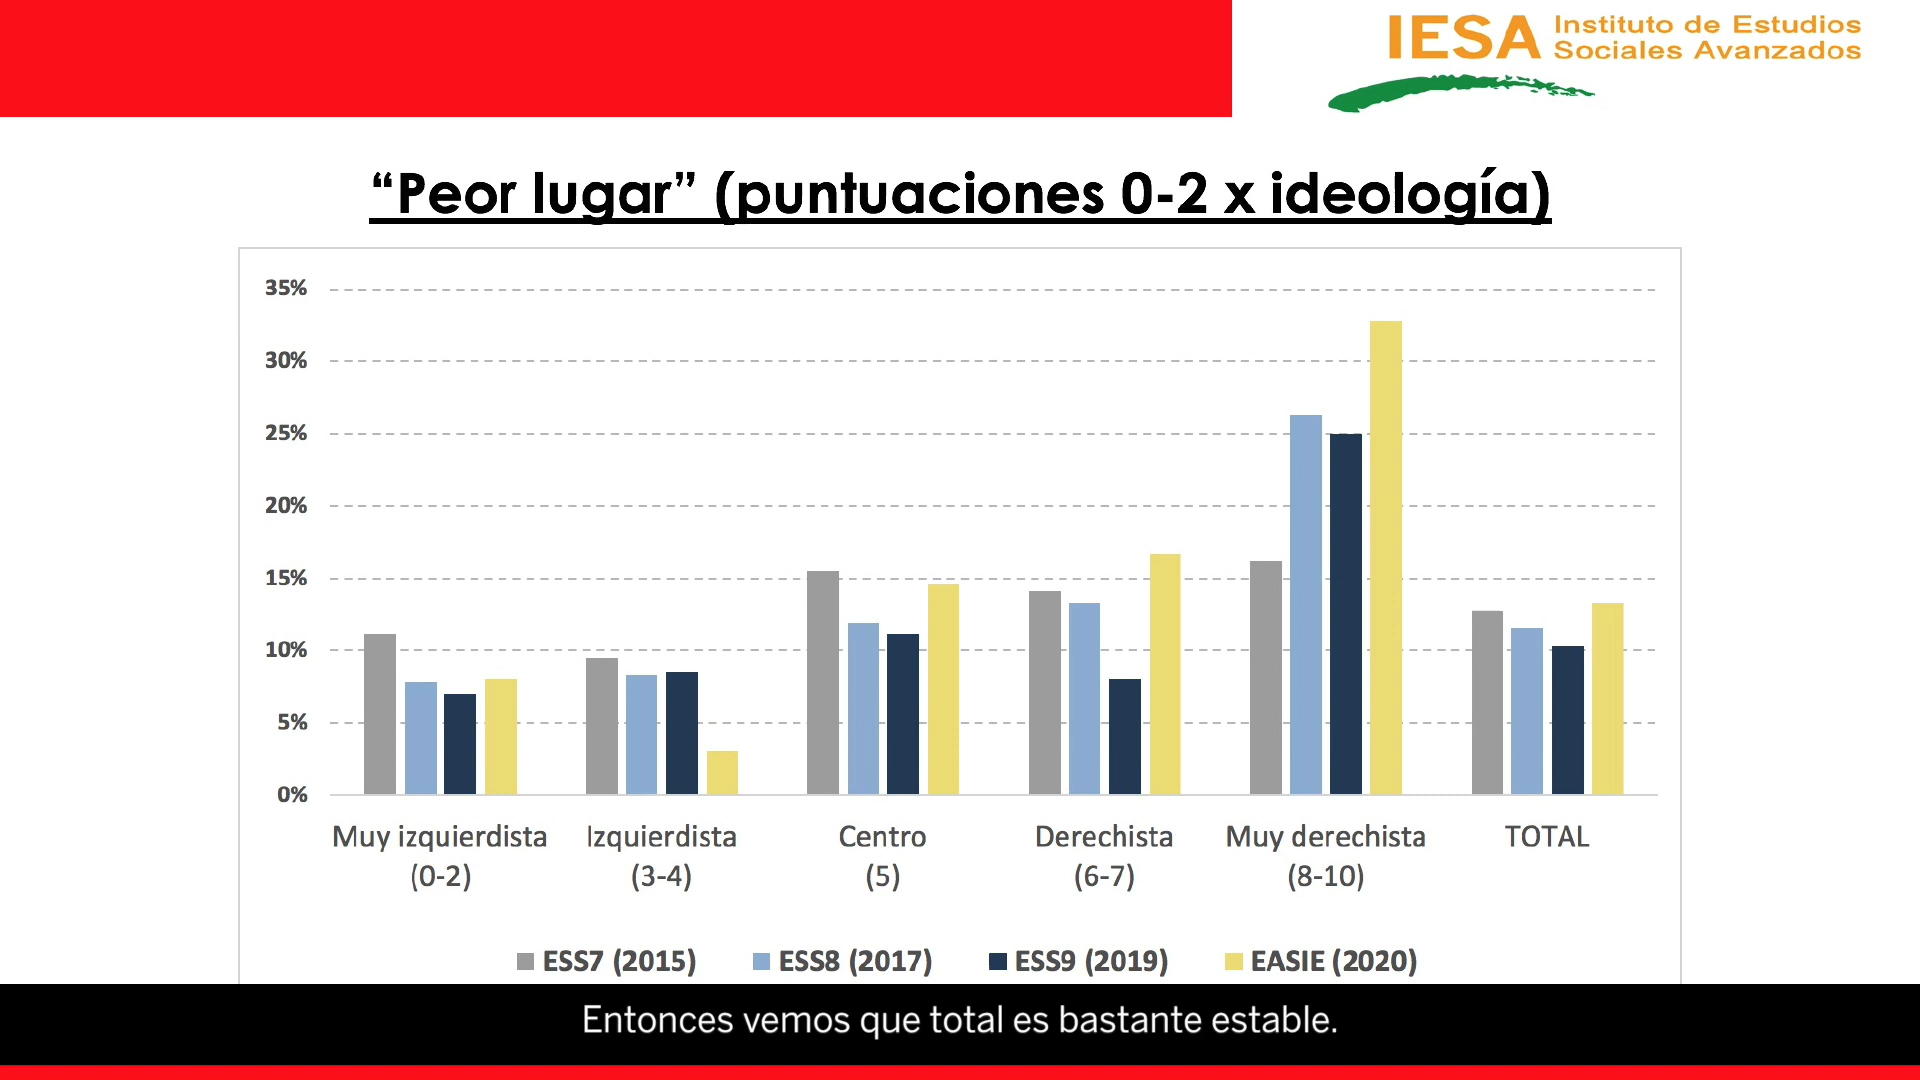 IESA Instituto de Estudios
Sociales Avanzados
“Peor lugar” (puntuaciones 0-2 x ideología)
35%
30%
25%
20%
15%
10%
5%
0%
Muy izquierdista Izquierdista Centro Derechista Muy derechista TOTAL
(0-2) (3-4) (5) (6-7) (8-10)
ESS7 (2015) ESS8 (2017) ESS9 (2019) EASIE (2020)
Entonces vemos que total es bastante estable.